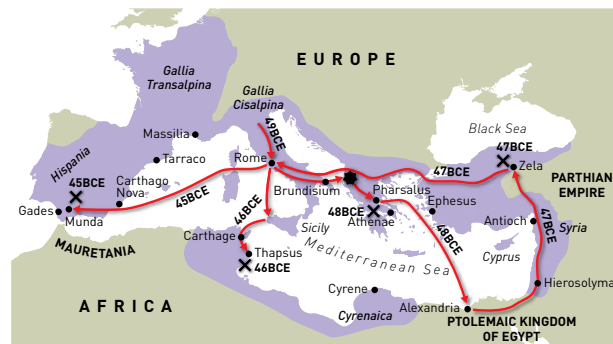 EUROPE
Gallia
Transalpina
Gallia
Cisalpina
49BCE
Black Sea
Massilia
Hispania
Tarraco
Rome
47BCE
47BCE
Zela
PARTHIAN
EMPIRE
45BCE
Carthago
Nova
45BCE
Brundisium
Pharsalus
Ephesus
Gades
Munda
46BCE
48BCE
Athenae
48BCE
Antioch
47BCE
Syria
MAURETANIA
Carthage
Sicily
Thapsus
46BCE
Mediterranean Sea
Cyprus
Hierosolyma
AFRICA
Cyrene
Cyrenaica
Alexandria
PTOLEMAIC KINGDOM
OF EGYPT